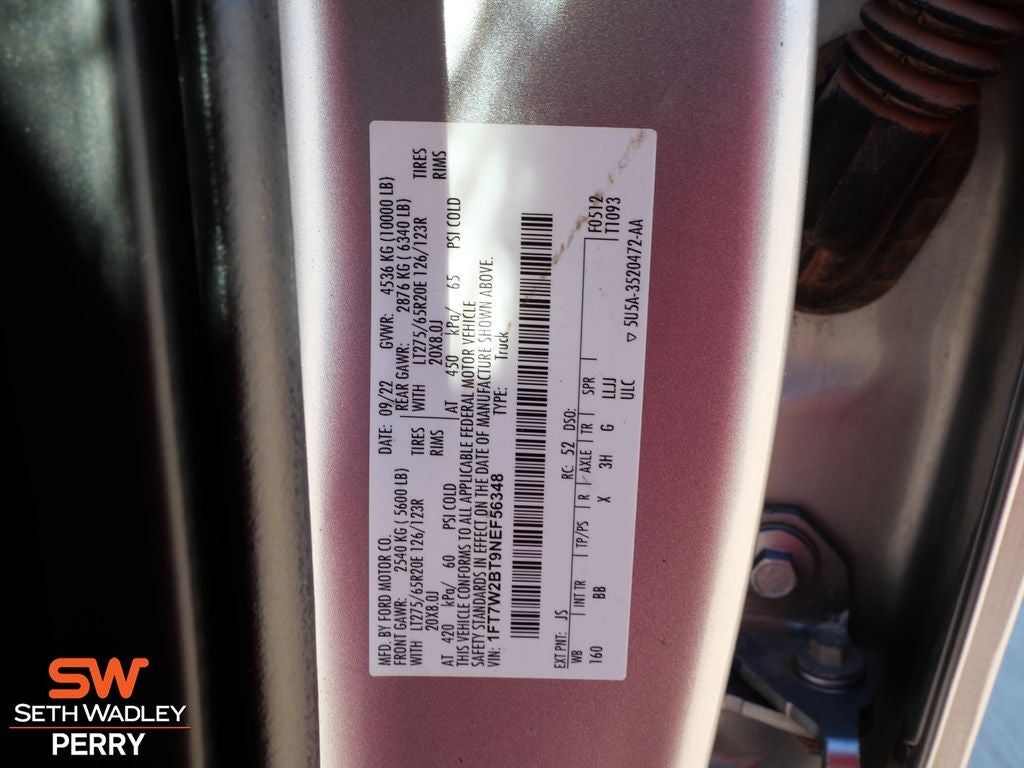 MFD. BY FORD MOTOR CO.
DATE: 09/22 GVWR: 4536 KG (10000 LB)
FRONT GAWR: 2540 KG ( 5600 LB)
REAR GAWR: 2876 KG ( 6340 LB)
WITH LT275/65R20E 126/123R TIRES
WITH LT275/65R20E 126/123R TIRES
20X8.0J RIMS
20X8.0J RIMS
AT 420 kPa/ 60 PSI COLD
AT 450 kPa/ 65 PSI COLD
THIS VEHICLE CONFORMS TO ALL APPLICABLE FEDERAL MOTOR VEHICLE
SAFETY STANDARDS IN EFFECT ON THE DATE OF MANUFACTURE SHOWN ABOVE.
VIN: 1FT7W2BT9NEF56348 TYPE: Truck
F0512
T1093
EXT PNT: JS RC: 52 DSO:
WB INT TR TP/PS R AXLE TR SPR
160 BB X 3H G LJJ
ULC
▽ 5U5A-3520472-AA
SW
SETH WADLEY
PERRY